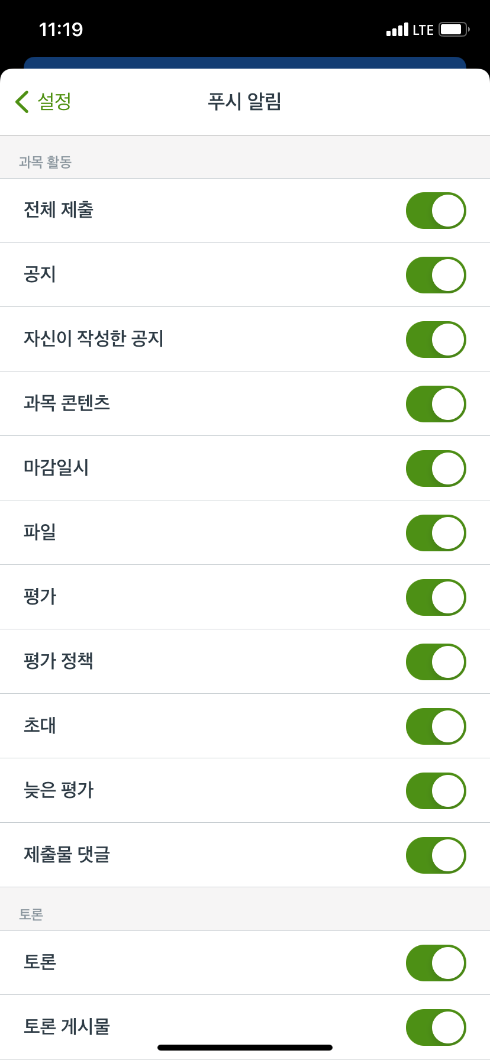 11:19
LTE
설정
푸시 알림
과목 활동
전체 제출
공지
자신이 작성한 공지
과목 콘텐츠
마감일시
파일
평가
평가 정책
초대
늦은 평가
제출물 댓글
토론
토론
토론 게시물